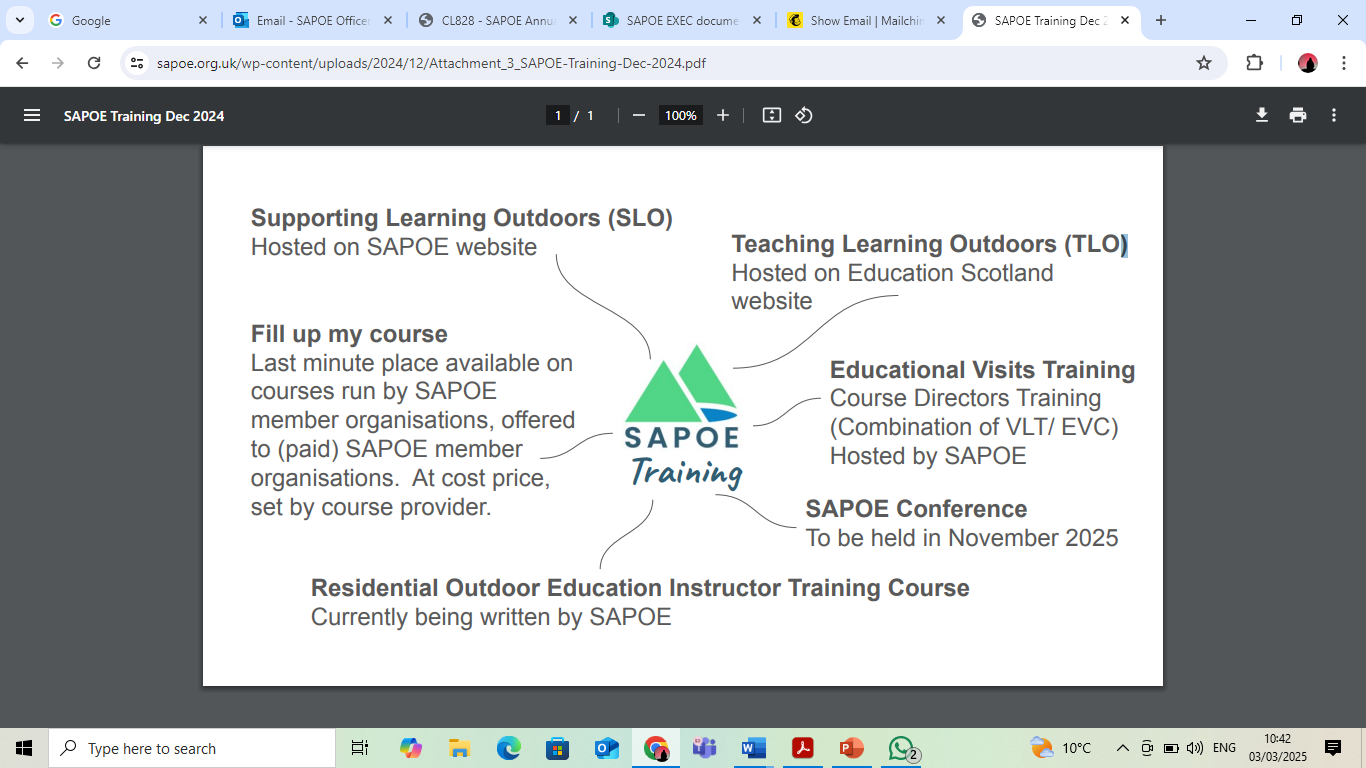 Google
Email - SAPOE Officer
CL828 - SAPOE Annua
SAPOE EXEC docume
Show Email | Mailchim
SAPOE Training Dec 2
sapoe.org.uk/wp-content/uploads/2024/12/Attachment_3_SAPOE-Training-Dec-2024.pdf
SAPOE Training Dec 2024
1 / 1
100%
Supporting Learning Outdoors (SLO)
Hosted on SAPOE website
Teaching Learning Outdoors (TLO)
Hosted on Education Scotland
website
Fill up my course
Last minute place available on
courses run by SAPOE
member organisations, offered
to (paid) SAPOE member
organisations.  At cost price,
set by course provider.
SAPOE
Training
Educational Visits Training
Course Directors Training
(Combination of VLT/ EVC)
Hosted by SAPOE
SAPOE Conference
To be held in November 2025
Residential Outdoor Education Instructor Training Course
Currently being written by SAPOE
Type here to search
2
10°C
ENG
10:42
03/03/2025